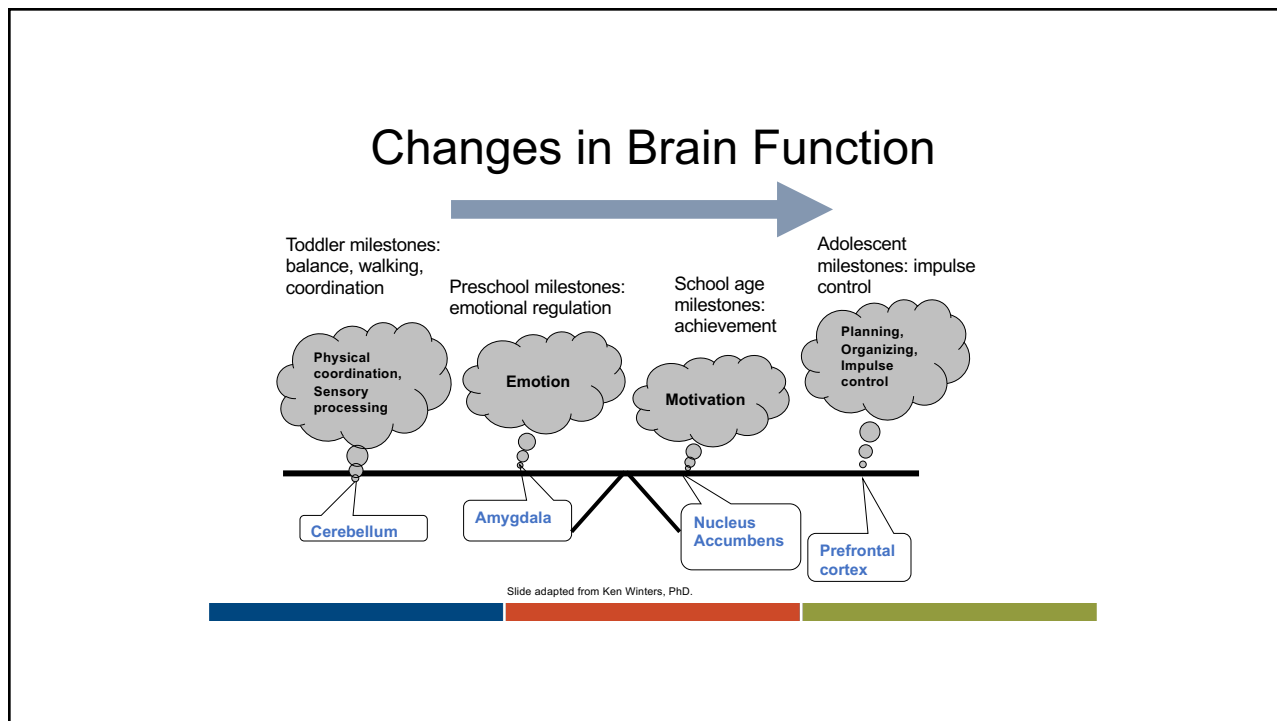 Changes in Brain Function
Toddler milestones:
balance, walking,
coordination
Preschool milestones:
emotional regulation
School age
milestones:
achievement
Adolescent
milestones: impulse
control
Physical
coordination,
Sensory
processing
Emotion
Motivation
Planning,
Organizing,
Impulse
control
Cerebellum
Amygdala
Nucleus
Accumbens
Prefrontal
cortex
Slide adapted from Ken Winters, PhD.